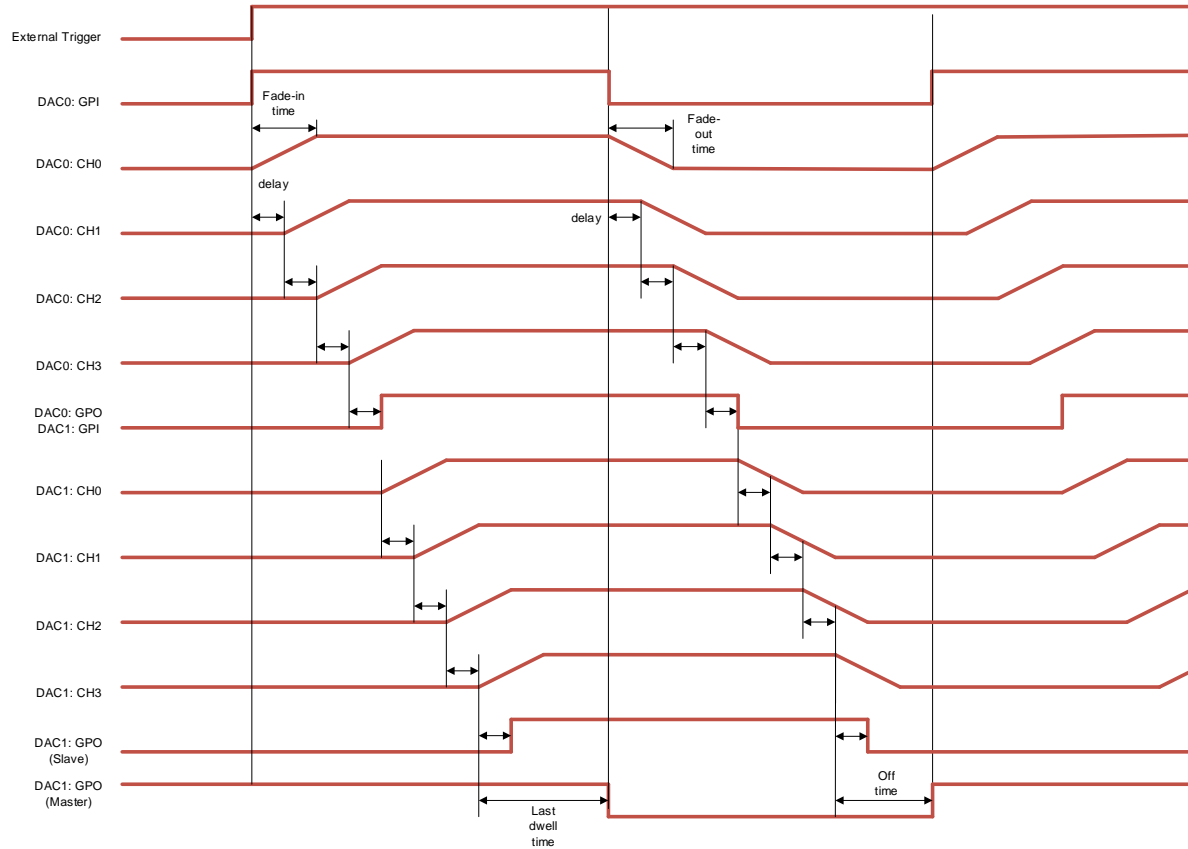 External Trigger
DAC0: GPI
Fade-in
time
Fade-
out
time
DAC0: CH0
delay
DAC0: CH1
delay
DAC0: CH2
DAC0: CH3
DAC0: GPO
DAC1: GPI
DAC1: CH0
DAC1: CH1
DAC1: CH2
DAC1: CH3
DAC1: GPO
(Slave)
DAC1: GPO
(Master)
Off
time
Last
dwell
time